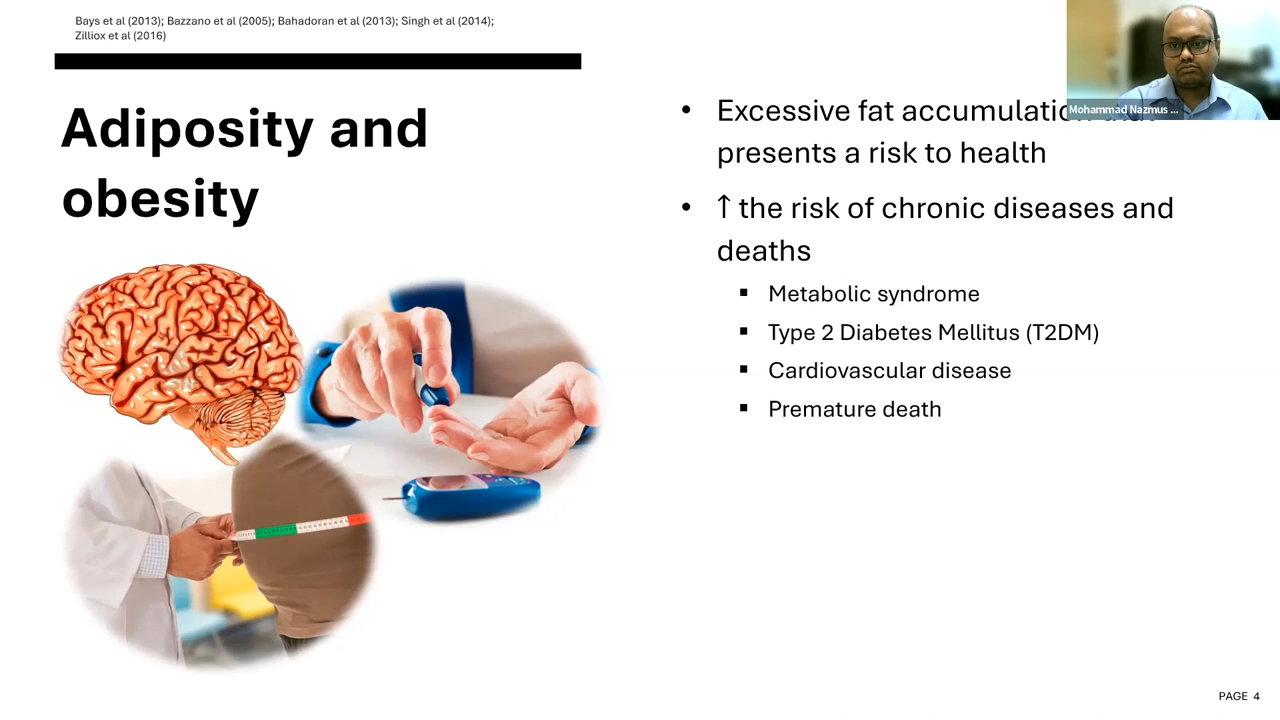 Bays et al (2013); Bazzano et al (2005); Bahadoran et al (2013); Singh et al (2014);
Zilliox et al (2016)
Adiposity and
obesity
• Excessive fat accumulation
presents a risk to health
• ↑ the risk of chronic diseases and
deaths
▪ Metabolic syndrome
▪ Type 2 Diabetes Mellitus (T2DM)
▪ Cardiovascular disease
▪ Premature death
Mohammad Nazmus ...
PAGE 4